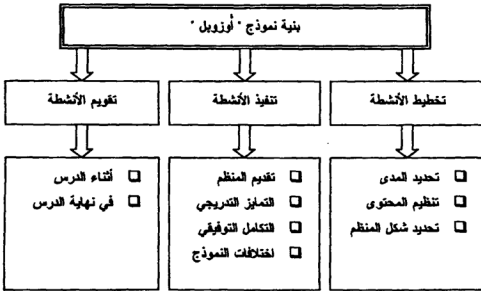 بنية نموذج " أوزوبل "
تخطيط الأنشطة
تنفيذ الأنشطة
تقويم الأنشطة
تحديد المدى
تنظيم المحتوى
تحديد شكل المنظم
تقديم المنظم
التمايز التدريجي
التكامل التوفيقي
اختلافات النموذج
أثناء الدرس
في نهاية الدرس